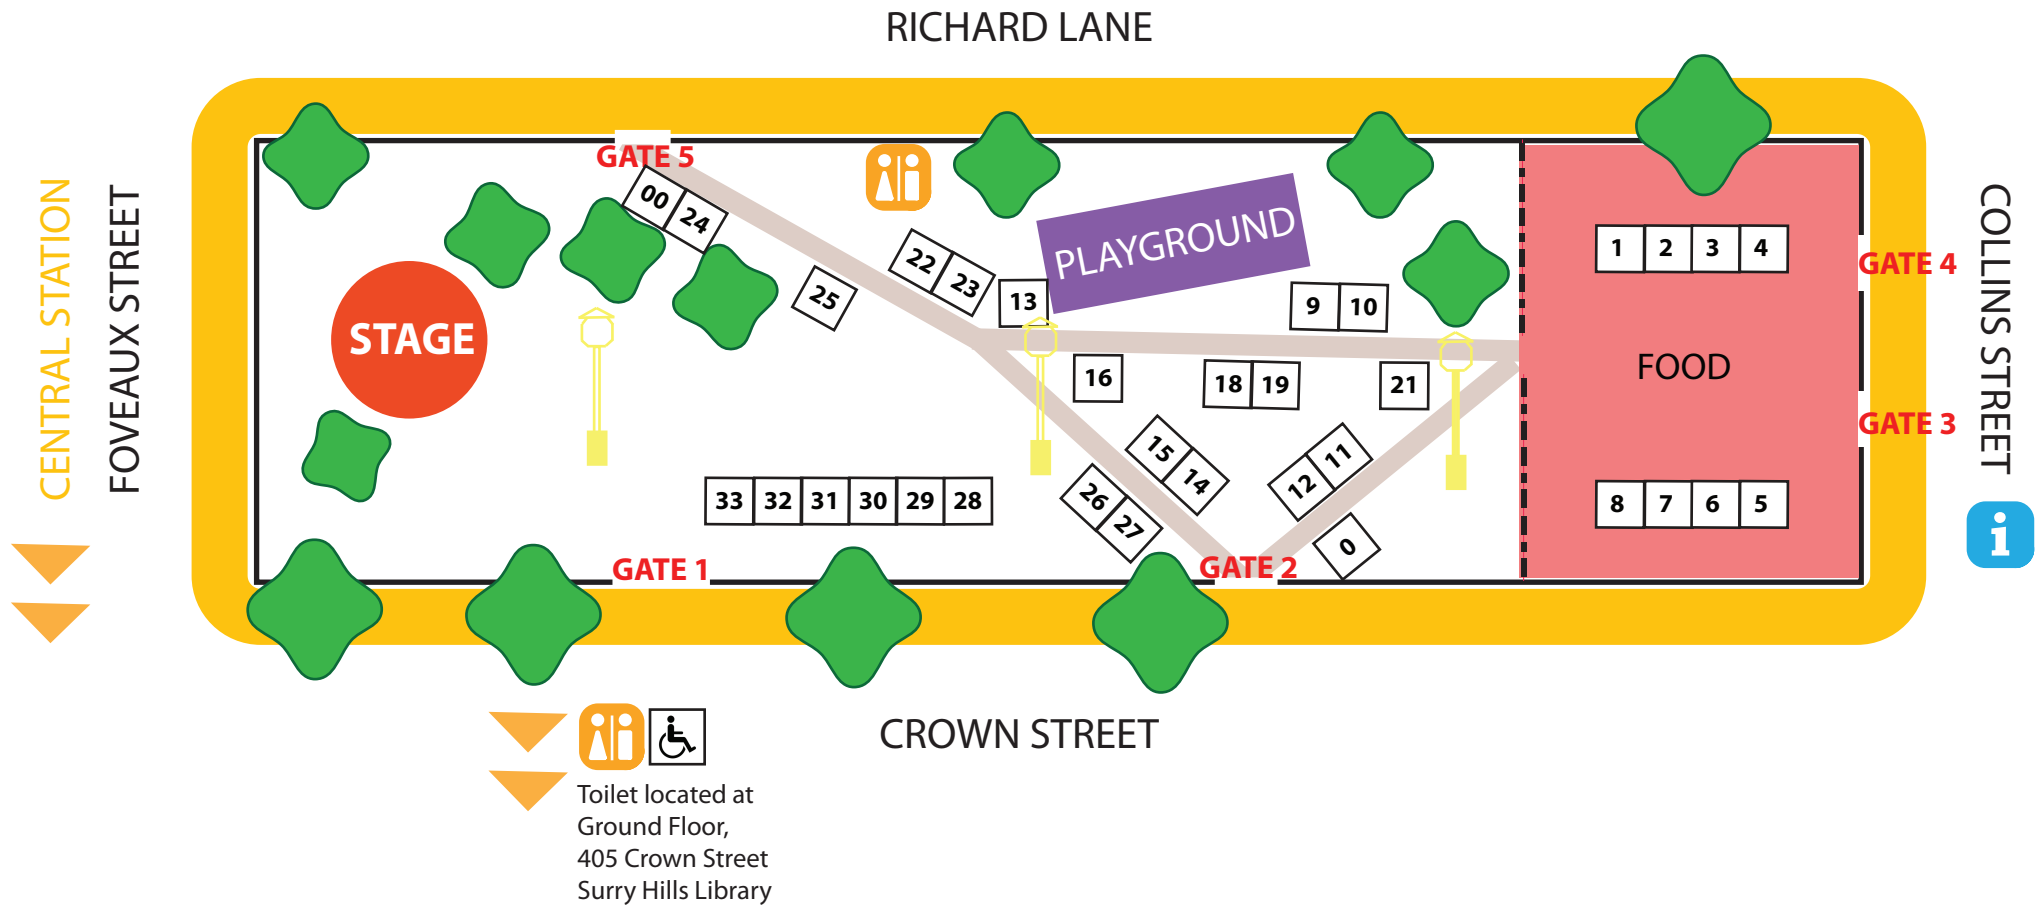 RICHARD LANE
CENTRAL STATION
FOVEAUX STREET
GATE 5
00 24
STAGE
25
22 23
13
PLAYGROUND
9 10
1 2 3 4
GATE 4
COLLINS STREET
16
18 19
21
FOOD
GATE 3
15 14
12 11
26 27
0
33 32 31 30 29 28
8 7 6 5
i
GATE 1
GATE 2
CROWN STREET
Toilet located at
Ground Floor,
405 Crown Street
Surry Hills Library